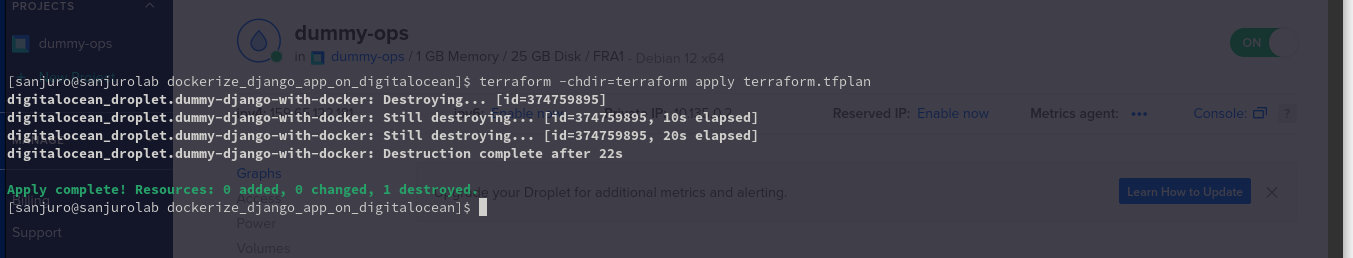 PROJECTS
dummy-ops
dummy-ops
in dummy-ops / 1 GB Memory / 25 GB Disk / FRA1 - Debian 12 x64
ON
[sanjuro@sanjurolab dockerize_django_app_on_digitalocean]$ terraform -chdir=terraform apply terraform.tfplan
digitalocean_droplet.dummy-django-with-docker: Destroying... [id=374759895]
digitalocean_droplet.dummy-django-with-docker: Still destroying... [id=374759895, 10s elapsed]
Reserved IP: Enable now
Metrics agent:
Console:
?
digitalocean_droplet.dummy-django-with-docker: Still destroying... [id=374759895, 20s elapsed]
digitalocean_droplet.dummy-django-with-docker: Destruction complete after 22s
Graphs
Apply complete! Resources: 0 added, 0 changed, 1 destroyed.
your Droplet for additional metrics and alerting.
Learn How to Update
Billing
Access
[sanjuro@sanjurolab dockerize_django_app_on_digitalocean]$
Power
Support
Volumes